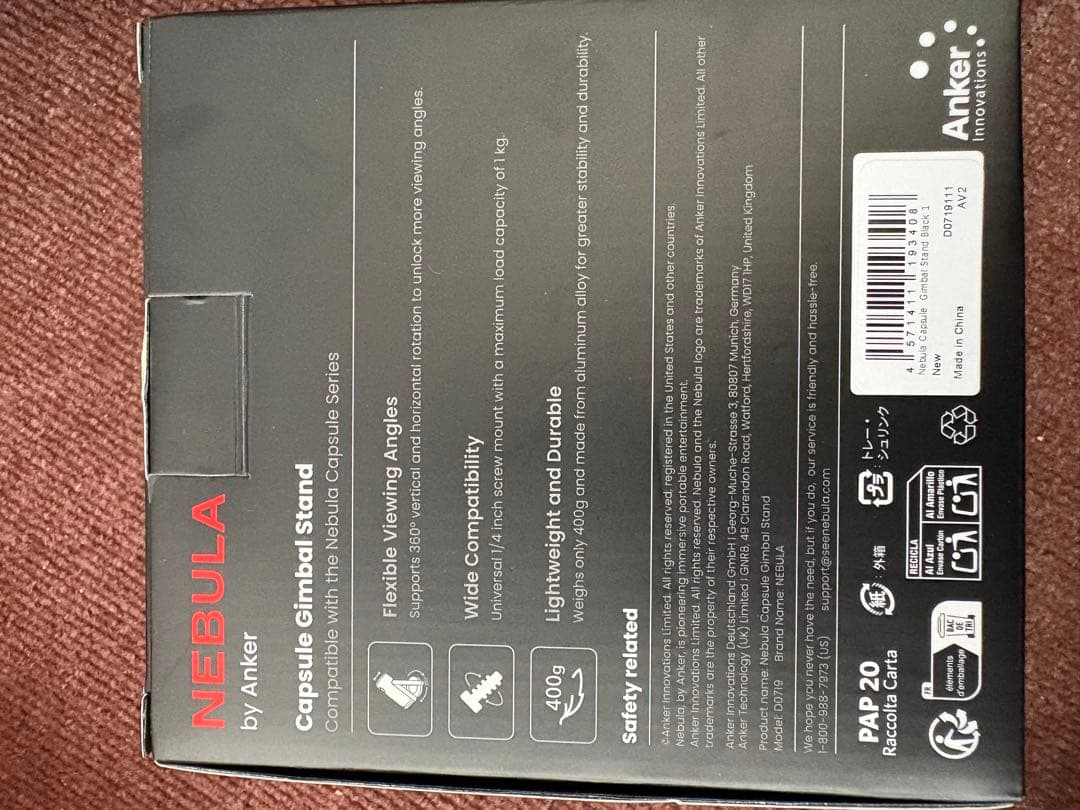 NEBULA
by Anker
Capsule Gimbal Stand
Compatible with the Nebula Capsule Series
Flexible Viewing Angles
Supports 360° vertical and horizontal rotation to unlock more viewing angles.
Wide Compatibility
Universal 1/4 inch screw mount with a maximum load capacity of 1 kg.
400g
Lightweight and Durable
Weighs only 400g and made from aluminum alloy for greater stability and durability.
Safety related
©Anker Innovations Limited. All rights reserved, registered in the United States and other countries.
Nebula, by Anker, is pioneering immersive portable entertainment.
Anker Innovations Limited. All rights reserved. Nebula and the Nebula logo are trademarks of Anker Innovations Limited. All other
trademarks are the property of their respective owners.
Anker Innovations Deutschland GmbH | Georg-Muche-Strasse 3, 80807 Munich, Germany
Anker Technology (UK) Limited | GNR8, 49 Clarendon Road, Watford, Hertfordshire, WD17 1HP, United Kingdom
Product name: Nebula Capsule Gimbal Stand
Model: D0719 Brand Name: NEBULA
We hope you never have the need, but if you do, our service is friendly and hassle-free.
1-800-988-7973 (US) support@seenebula.com
PAP 20
Raccolta Carta
紙 : 外箱
プラ : トレー・
シュリンク
FR
éléments
d'emballage
BAC
DE
TRI
RECICLA
Al Azul
Envase Cartón
Al Amarillo
Envase Plástico
4 571411 193408
Nebula Capsule Gimbal Stand Black 1
New
D0719111
Made in China
AV2
Anker
Innovations